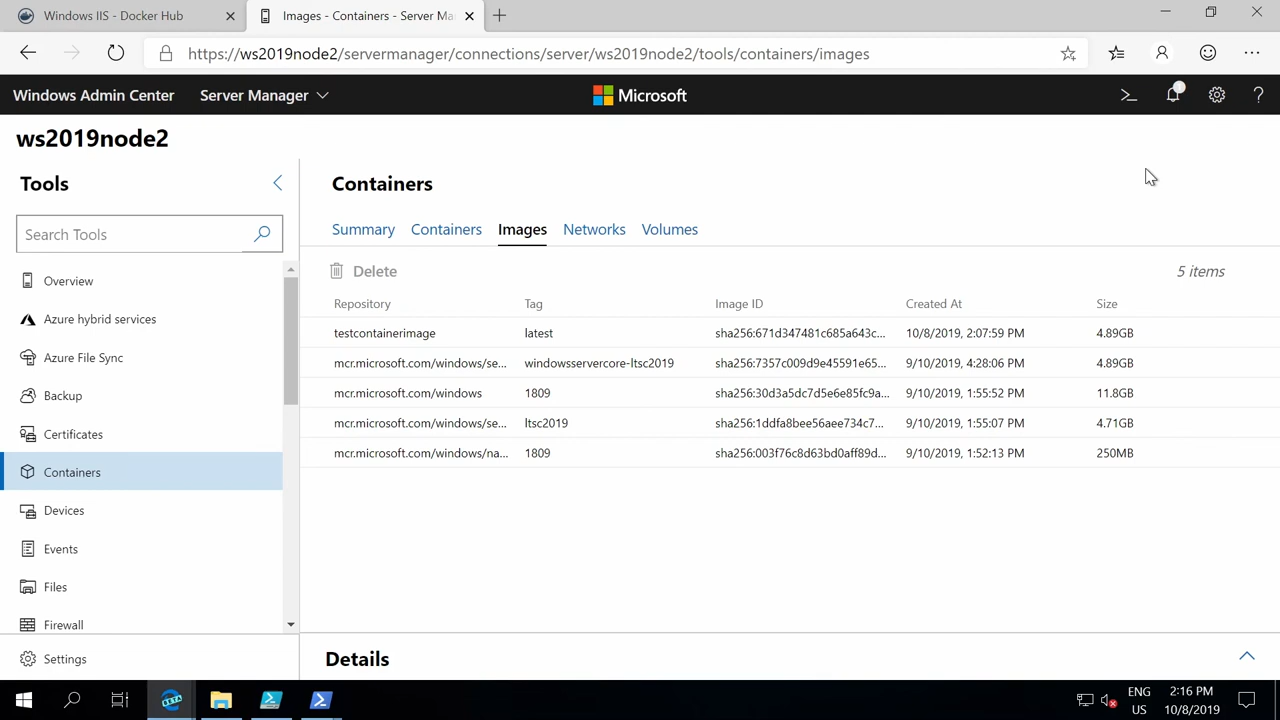 Windows IIS - Docker Hub
Images - Containers - Server Ma
https://ws2019node2/servermanager/connections/server/ws2019node2/tools/containers/images
Windows Admin Center
Server Manager
Microsoft
1
ws2019node2
Tools
Search Tools
Overview
Azure hybrid services
Azure File Sync
Backup
Certificates
Containers
Devices
Events
Files
Firewall
Settings
Containers
Summary Containers Images Networks Volumes
Delete
5 items
Repository Tag Image ID Created At Size
testcontainerimage latest sha256:671d347481c685a643c... 10/8/2019, 2:07:59 PM 4.89GB
mcr.microsoft.com/windows/se... windowsservercore-ltsc2019 sha256:7357c009d9e45591e65... 9/10/2019, 4:28:06 PM 4.89GB
mcr.microsoft.com/windows 1809 sha256:30d3a5dc7d5e6e85fc9a... 9/10/2019, 1:55:52 PM 11.8GB
mcr.microsoft.com/windows/se... ltsc2019 sha256:1ddfa8bee56aee734c7... 9/10/2019, 1:55:07 PM 4.71GB
mcr.microsoft.com/windows/na... 1809 sha256:003f76c8d63bd0aff89d... 9/10/2019, 1:52:13 PM 250MB
Details
ENG
US
2:16 PM
10/8/2019